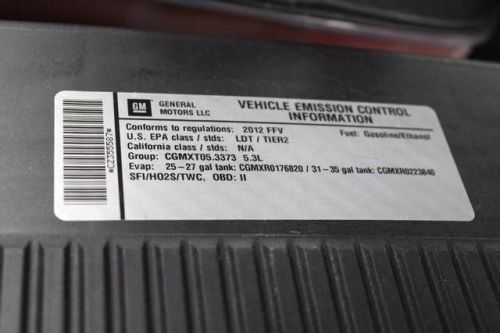 GM GENERAL MOTORS LLC
VEHICLE EMISSION CONTROL INFORMATION
Conforms to regulations: 2012 FFV Fuel: Gasoline/Ethanol
U.S. EPA class / stds: LDT / TIER2
California class / stds: N/A
Group: CGMXT05.3373 5.3L
Evap: 25-27 gal tank: CGMXR0176820 / 31-35 gal tank: CGMXR0223840
SFI/HO2S/TWC, OBD: II